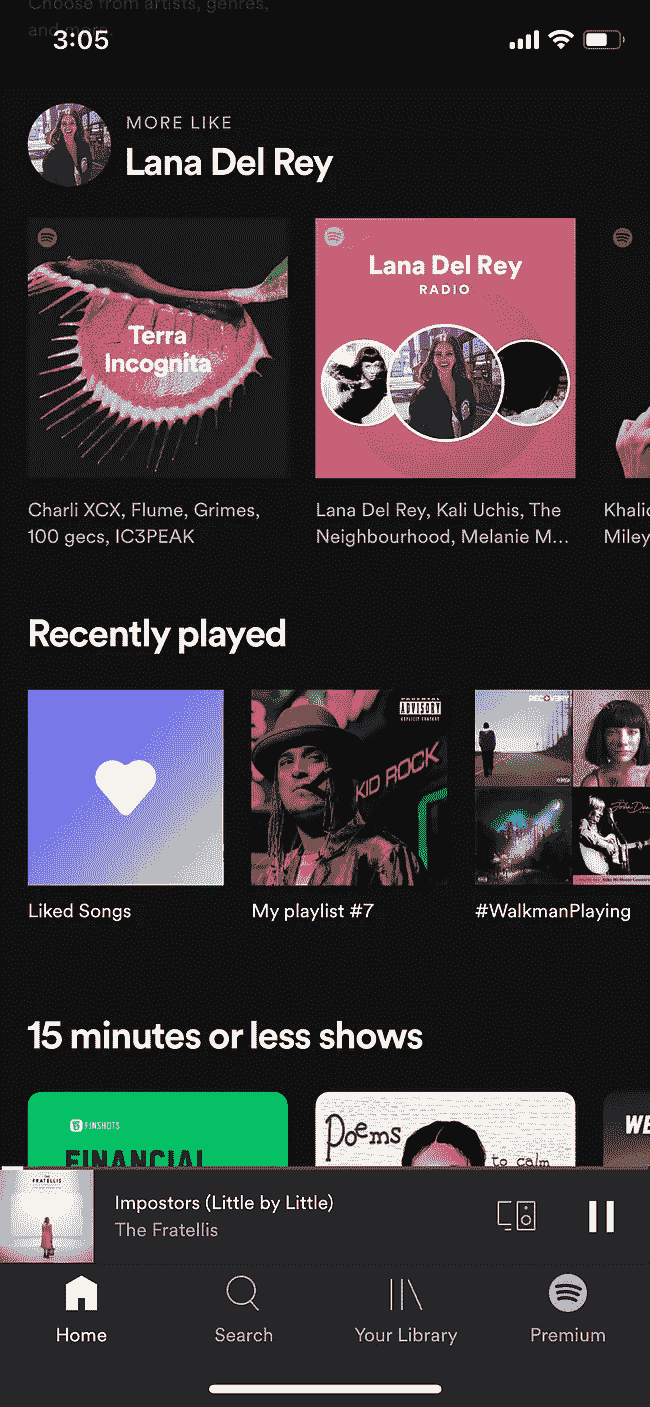 Choose from artists, genres,
and more.
3:05
MORE LIKE
Lana Del Rey
Terra
Incognita
Lana Del Rey
RADIO
Charli XCX, Flume, Grimes,
100 gecs, IC3PEAK
Lana Del Rey, Kali Uchis, The
Neighbourhood, Melanie M...
Khalid
Miley
Recently played
PARENTAL
ADVISORY
EXPLICIT CONTENT
KID ROCK
RECOVERY
Liked Songs
My playlist #7
#WalkmanPlaying
15 minutes or less shows
FINSHOTS
FINANCIAL
Poems
to calm
WE
THE
FRATELLIS
Impostors (Little by Little)
The Fratellis
Home
Search
Your Library
Premium